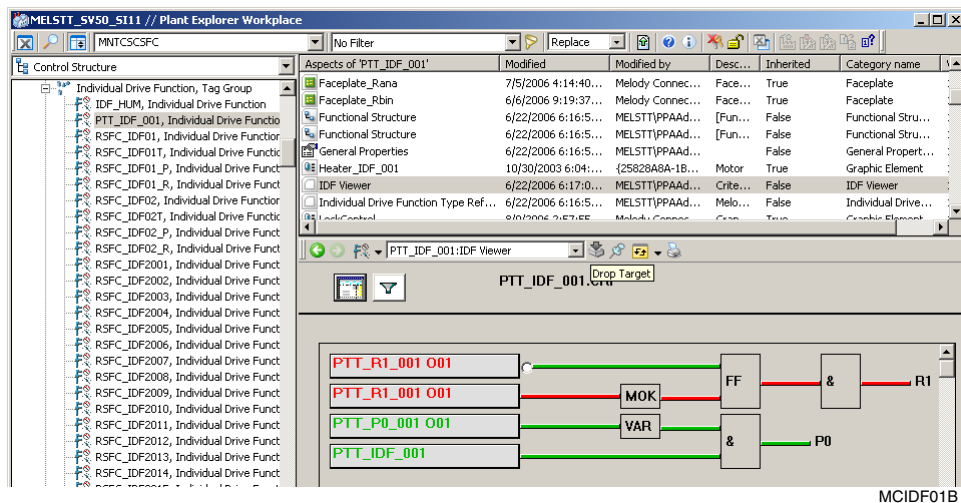 MELSTT_SV50_SI11 // Plant Explorer Workplace
MNTCSCSFC
No Filter
Replace
Control Structure
Individual Drive Function, Tag Group
IDF_HUM, Individual Drive Function
PTT_IDF_001, Individual Drive Functio
RSFC_IDF01, Individual Drive Function
RSFC_IDF01T, Individual Drive Functic
RSFC_IDF01_P, Individual Drive Funct
RSFC_IDF01_R, Individual Drive Funct
RSFC_IDF02, Individual Drive Function
RSFC_IDF02T, Individual Drive Functic
RSFC_IDF02_P, Individual Drive Funct
RSFC_IDF02_R, Individual Drive Funct
RSFC_IDF2001, Individual Drive Funct
RSFC_IDF2002, Individual Drive Funct
RSFC_IDF2003, Individual Drive Funct
RSFC_IDF2004, Individual Drive Funct
RSFC_IDF2005, Individual Drive Funct
RSFC_IDF2006, Individual Drive Funct
RSFC_IDF2007, Individual Drive Funct
RSFC_IDF2008, Individual Drive Funct
RSFC_IDF2009, Individual Drive Funct
RSFC_IDF2010, Individual Drive Funct
RSFC_IDF2011, Individual Drive Funct
RSFC_IDF2012, Individual Drive Funct
RSFC_IDF2013, Individual Drive Funct
RSFC_IDF2014, Individual Drive Funct
Aspects of 'PTT_IDF_001' Modified Modified by Desc... Inherited Category name
Faceplate_Rana 7/5/2006 4:14:40... Melody Connec... Face... True Faceplate
Faceplate_Rbin 6/6/2006 9:19:37... Melody Connec... Face... True Faceplate
Functional Structure 6/22/2006 6:16:5... MELSTT\PPAAd... [Fun... False Functional Stru...
Functional Structure 6/22/2006 6:16:5... MELSTT\PPAAd... [Fun... False Functional Stru...
General Properties 6/22/2006 6:16:5... MELSTT\PPAAd... False General Propert...
Heater_IDF_001 10/30/2003 6:04:... {25828A8A-1B... Motor True Graphic Element
IDF Viewer 6/22/2006 6:17:0... MELSTT\PPAAd... Crite... False IDF Viewer
Individual Drive Function Type Ref... 6/22/2006 6:16:5... MELSTT\PPAAd... Melo... False Individual Drive...
PTT_IDF_001:IDF Viewer
Drop Target
PTT_IDF_001.CRP
PTT_R1_001 O01
PTT_R1_001 O01
PTT_P0_001 O01
PTT_IDF_001
MOK
VAR
FF
&
&
R1
P0
MCIDF01B